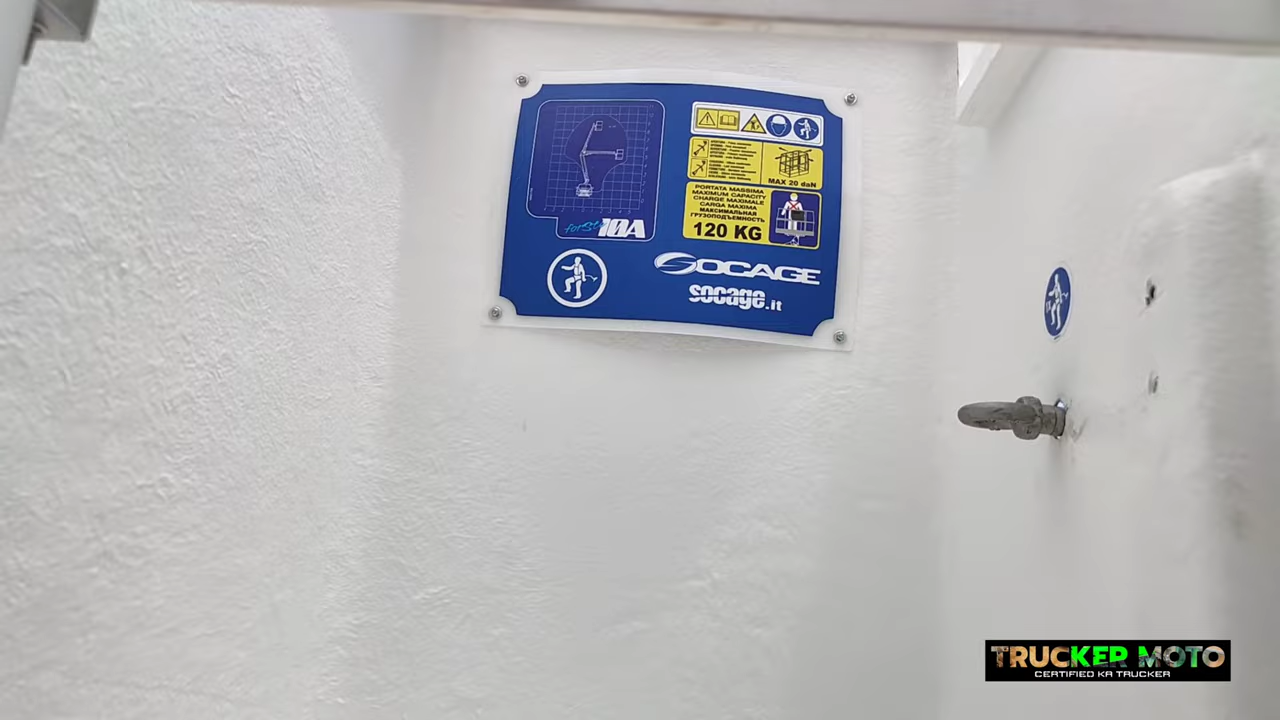 forSte 10A
MAX 20 daN
PORTATA MASSIMA
MAXIMUM CAPACITY
CHARGE MAXIMALE
CARGA MAXIMA
МАКСИМАЛЬНАЯ
ГРУЗОПОДЪЕМНОСТЬ
120 KG
SOCAGE
socage.it
TRUCKER MOTO
CERTIFIED KA TRUCKER